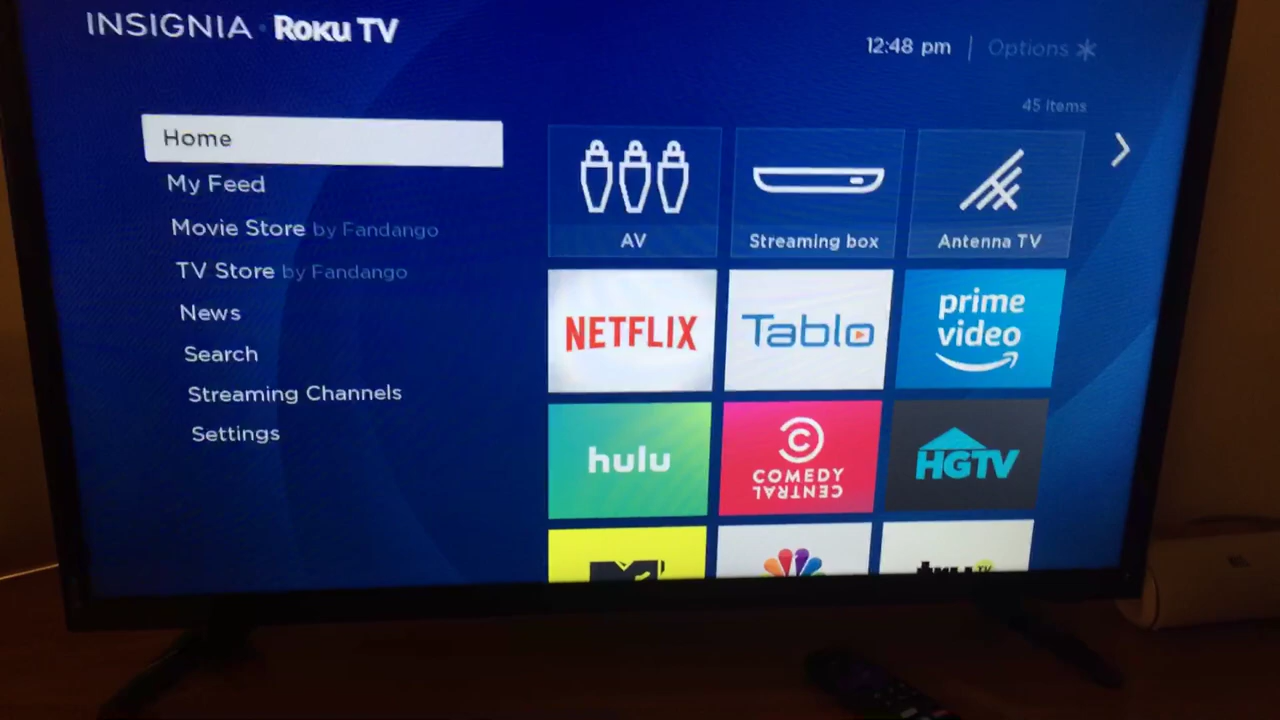 INSIGNIA • Roku TV
12:48 pm | Options *
45 Items
Home
My Feed
Movie Store by Fandango
TV Store by Fandango
News
Search
Streaming Channels
Settings
AV
Streaming box
Antenna TV
NETFLIX
Tablo
prime
video
hulu
C
COMEDY
CENTRAL
HGTV
M
TV